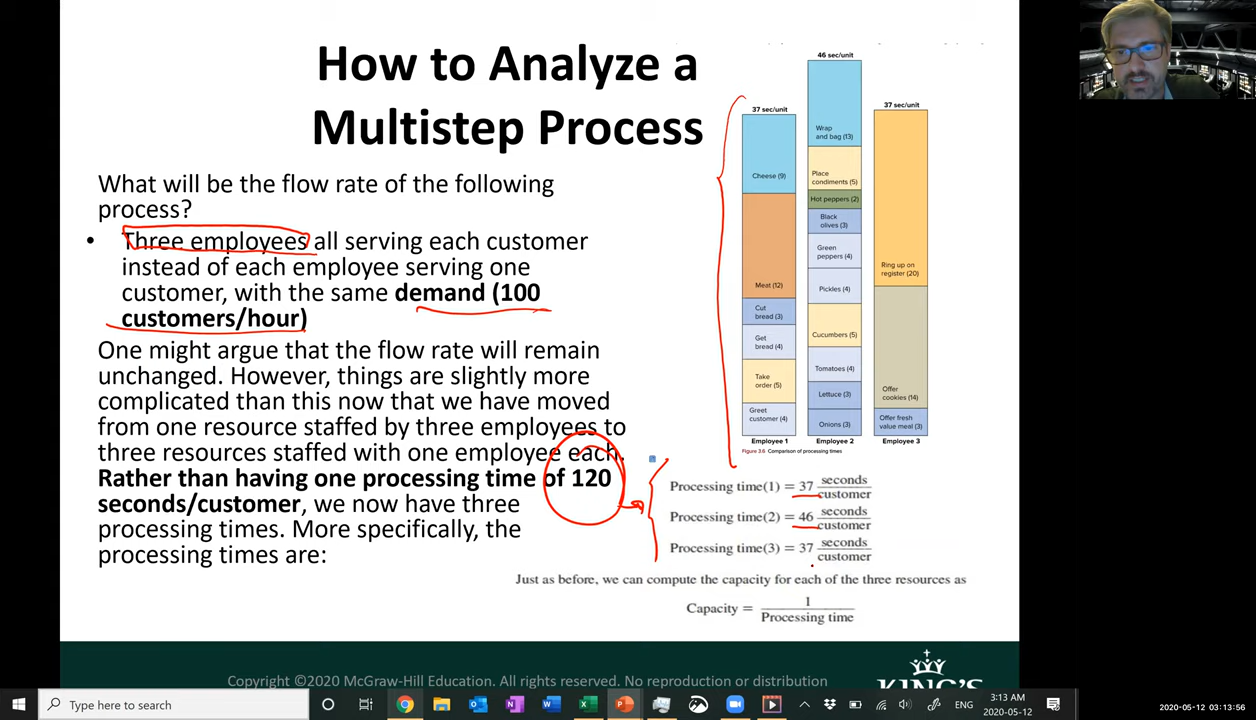 How to Analyze a
Multistep Process
What will be the flow rate of the following
process?
• Three employees all serving each customer
instead of each employee serving one
customer, with the same demand (100
customers/hour)
One might argue that the flow rate will remain
unchanged. However, things are slightly more
complicated than this now that we have moved
from one resource staffed by three employees to
three resources staffed with one employee each.
Rather than having one processing time of 120
seconds/customer, we now have three
processing times. More specifically, the
processing times are:
37 sec/unit
Cheese (9)
Meat (12)
Cut
bread (3)
Get
bread (4)
Take
order (5)
Greet
customer (4)
Employee 1
46 sec/unit
Wrap
and bag (13)
Place
condiments (5)
Hot peppers (2)
Black
olives (3)
Green
peppers (4)
Pickles (4)
Cucumbers (5)
Tomatoes (4)
Lettuce (3)
Onions (3)
Employee 2
37 sec/unit
Ring up on
register (20)
Offer
cookies (14)
Offer fresh
value meal (3)
Employee 3
Figure 3.6 Comparison of processing times
Processing time(1) = 37 seconds
customer
Processing time(2) = 46 seconds
customer
Processing time(3) = 37 seconds
customer
Just as before, we can compute the capacity for each of the three resources as
Capacity = 1
Processing time
Copyright ©2020 McGraw-Hill Education. All rights reserved. No reproduction or distribution
KING'S
Type here to search
ENG
3:13 AM
2020-05-12
2020-05-12 03:13:56